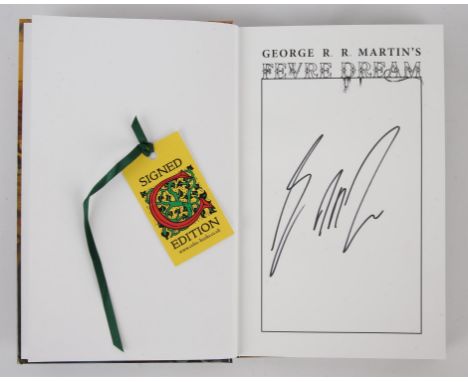 GEORGE R. R. MARTIN'S
FEVRE DREAM
SIGNED
EDITION